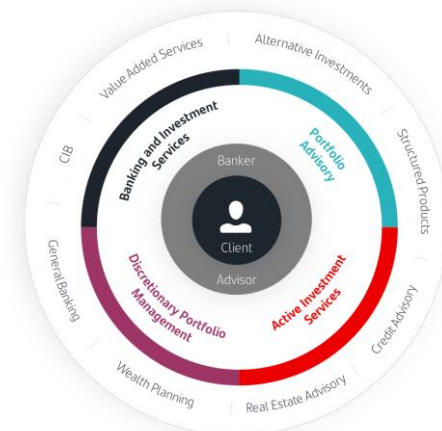 Value Added Services
Alternative Investments
Structured Products
Credit Advisory
Real Estate Advisory
Wealth Planning
General Banking
CIB
Banking and Investment
Services
Portfolio
Advisory
Active Investment
Services
Discretionary Portfolio
Management
Banker
Client
Advisor